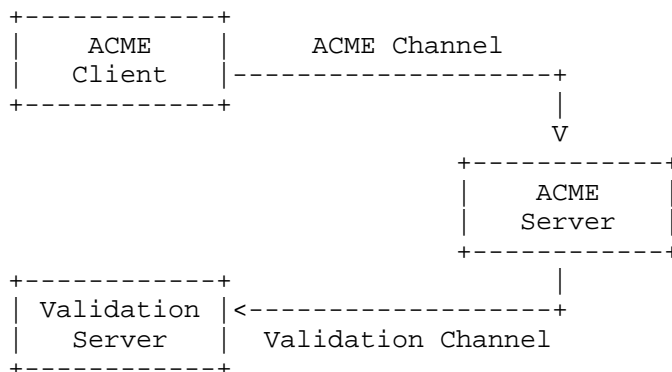 ACME
Client
ACME Channel
ACME
Server
Validation
Server
Validation Channel